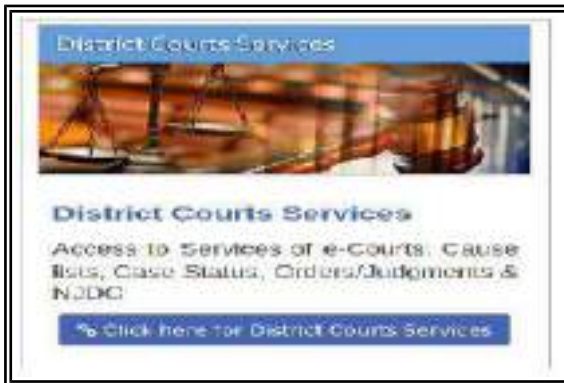 District Courts Services
District Courts Services
Access to Services of e-Courts. Cause
lists, Case Status, Orders/Judgments &
NJDC
Click here for District Courts Services